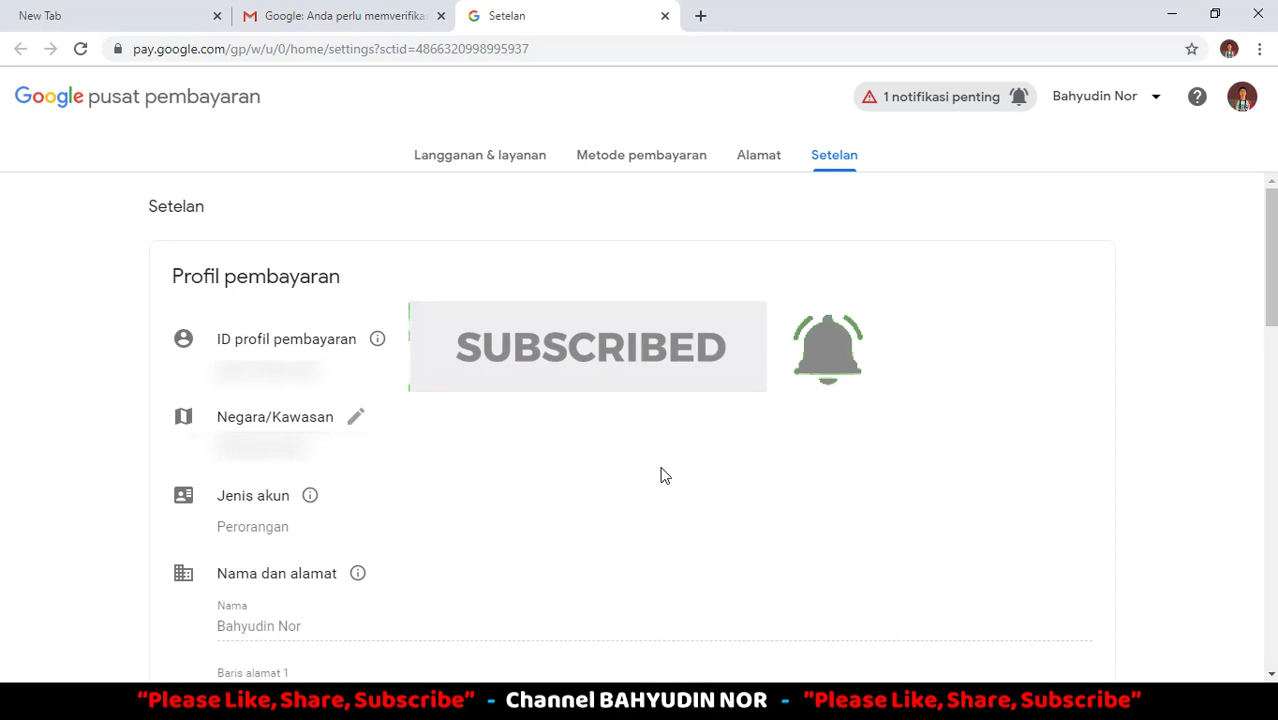 New Tab
Google: Anda perlu memverifika
Setelan
pay.google.com/gp/w/u/0/home/settings?sctid=4866320998995937
Google pusat pembayaran
1 notifikasi penting
Bahyudin Nor
Langganan & layanan
Metode pembayaran
Alamat
Setelan
Setelan
Profil pembayaran
ID profil pembayaran
SUBSCRIBED
Negara/Kawasan
Jenis akun
Perorangan
Nama dan alamat
Nama
Bahyudin Nor
Baris alamat 1
"Please Like, Share, Subscribe" - Channel BAHYUDIN NOR - "Please Like, Share, Subscribe"